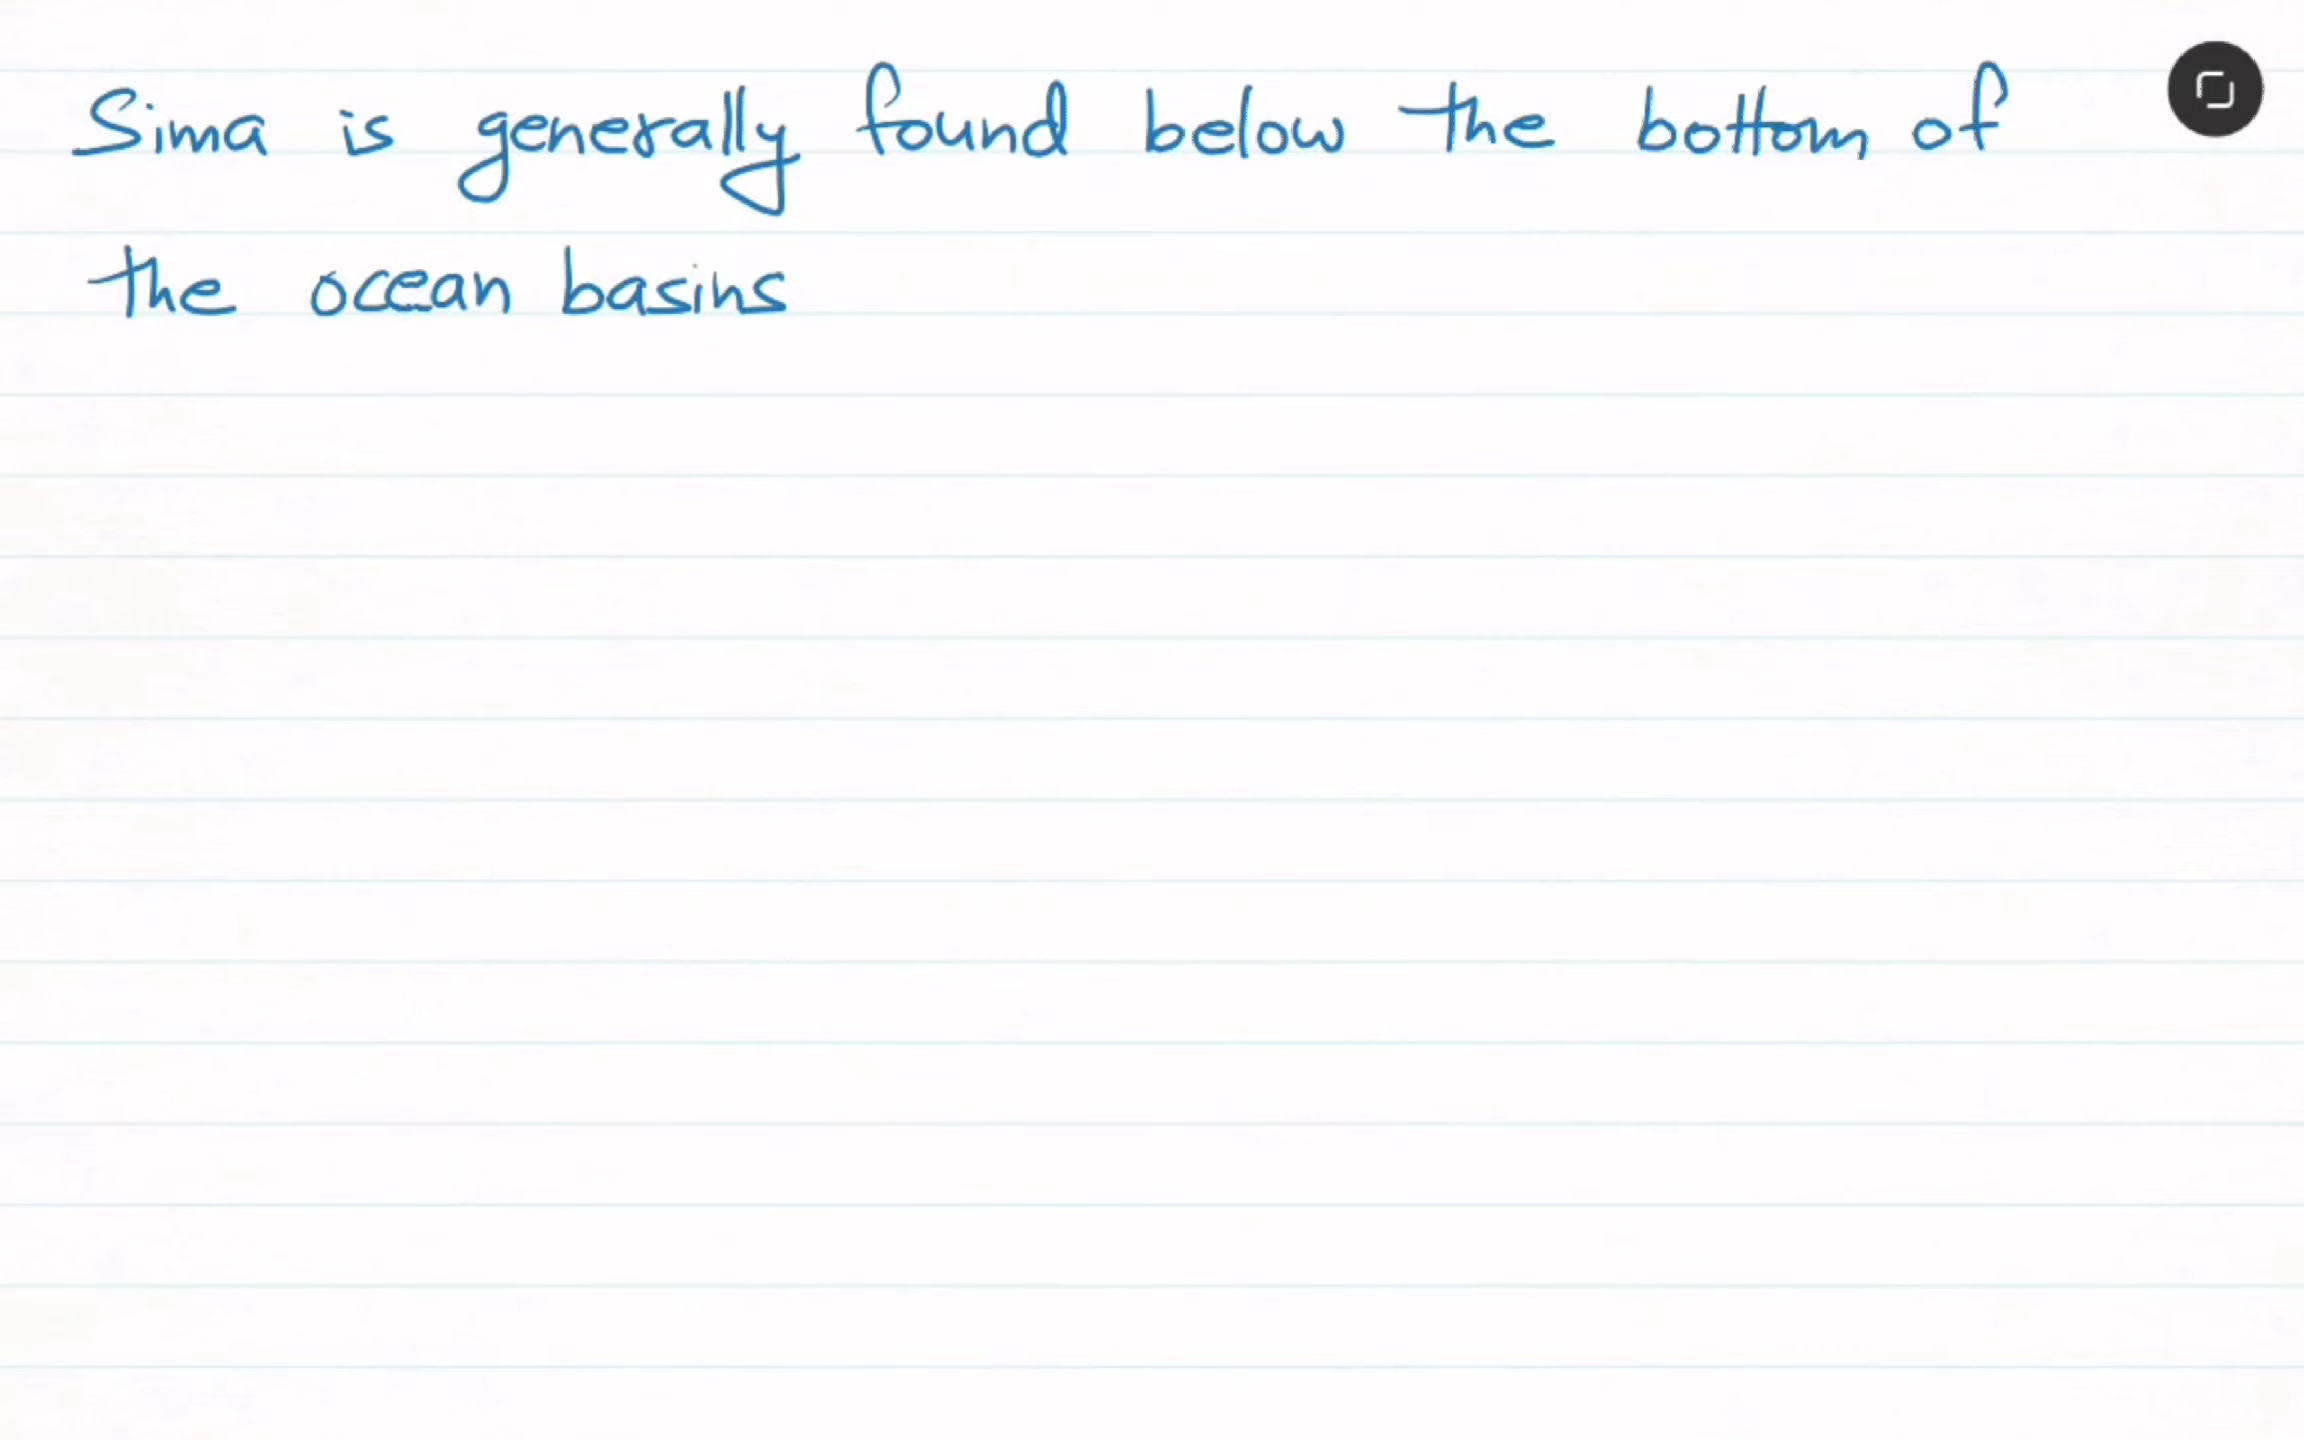 Sima is generally found below the bottom of
the ocean basins